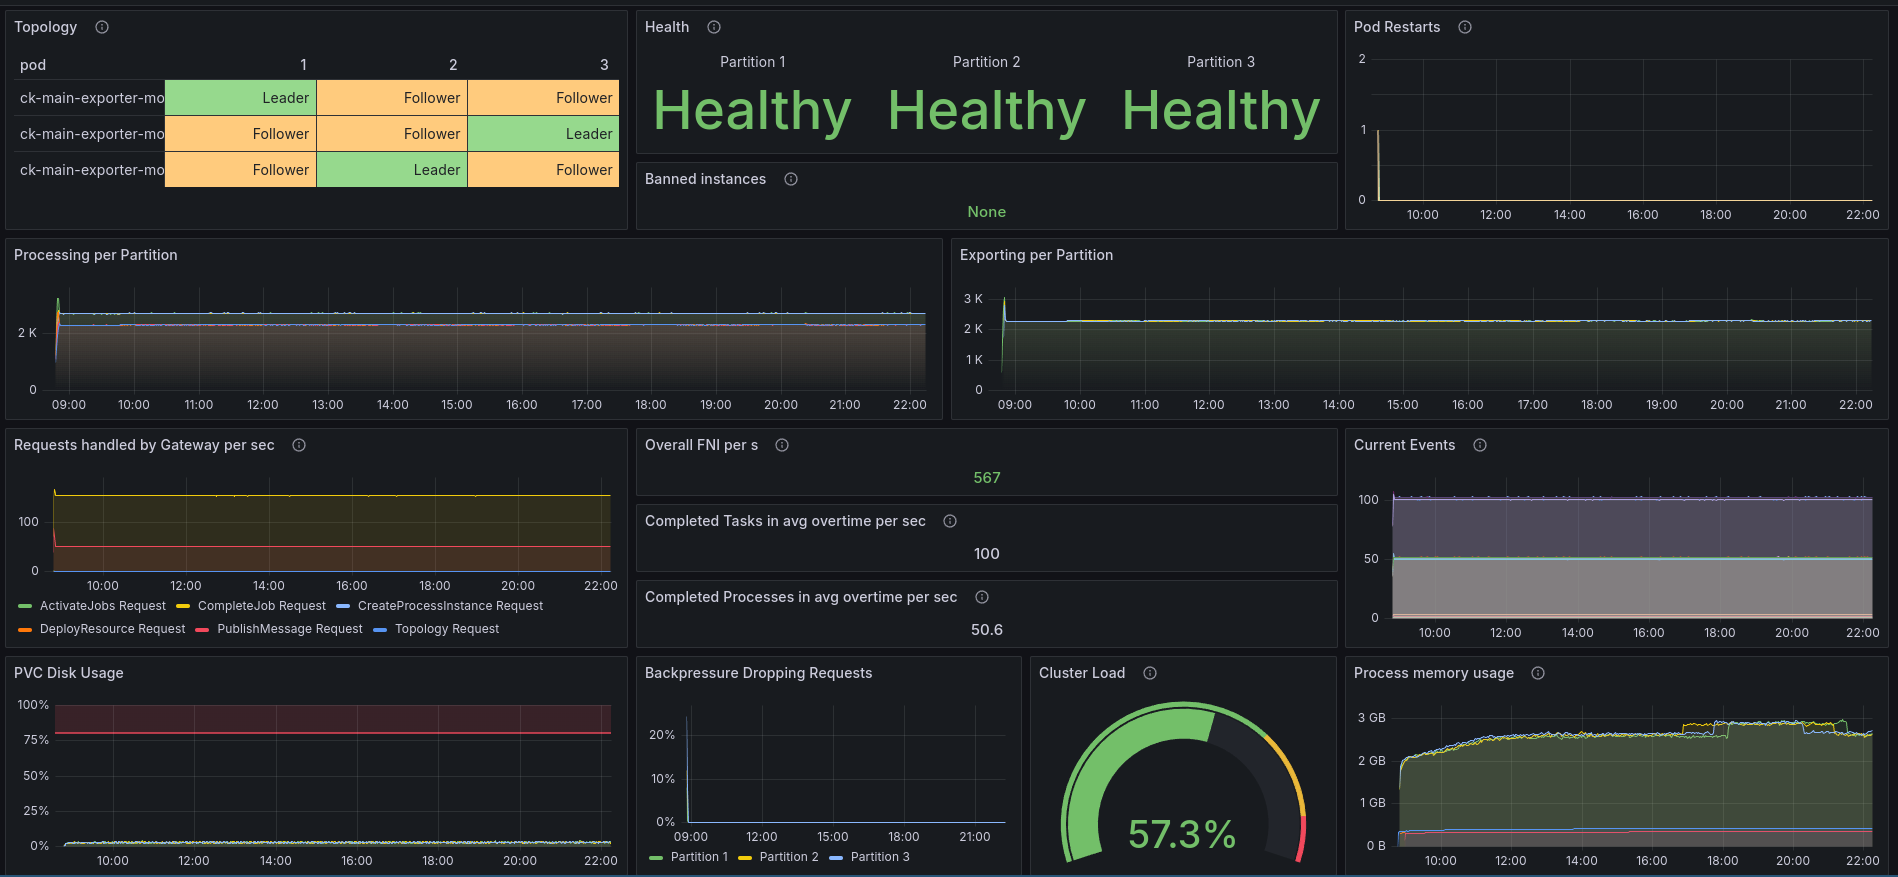 Topology
pod 1 2 3
ck-main-exporter-mo Leader Follower Follower
ck-main-exporter-mo Follower Follower Leader
ck-main-exporter-mo Follower Leader Follower
Health
Partition 1 Partition 2 Partition 3
Healthy Healthy Healthy
Banned instances
None
Pod Restarts
2
1
0
10:00 12:00 14:00 16:00 18:00 20:00 22:00
Processing per Partition
2 K
0
09:00 10:00 11:00 12:00 13:00 14:00 15:00 16:00 17:00 18:00 19:00 20:00 21:00 22:00
Exporting per Partition
3 K
2 K
1 K
0
09:00 10:00 11:00 12:00 13:00 14:00 15:00 16:00 17:00 18:00 19:00 20:00 21:00 22:00
Requests handled by Gateway per sec
100
0
10:00 12:00 14:00 16:00 18:00 20:00 22:00
ActivateJobs Request CompleteJob Request CreateProcessInstance Request
DeployResource Request PublishMessage Request Topology Request
Overall FNI per s
567
Completed Tasks in avg overtime per sec
100
Completed Processes in avg overtime per sec
50.6
Current Events
100
50
0
10:00 12:00 14:00 16:00 18:00 20:00 22:00
PVC Disk Usage
100%
75%
50%
25%
0%
10:00 12:00 14:00 16:00 18:00 20:00 22:00
Backpressure Dropping Requests
20%
10%
0%
09:00 12:00 15:00 18:00 21:00
Partition 1 Partition 2 Partition 3
Cluster Load
57.3%
Process memory usage
3 GB
2 GB
1 GB
0 B
10:00 12:00 14:00 16:00 18:00 20:00 22:00